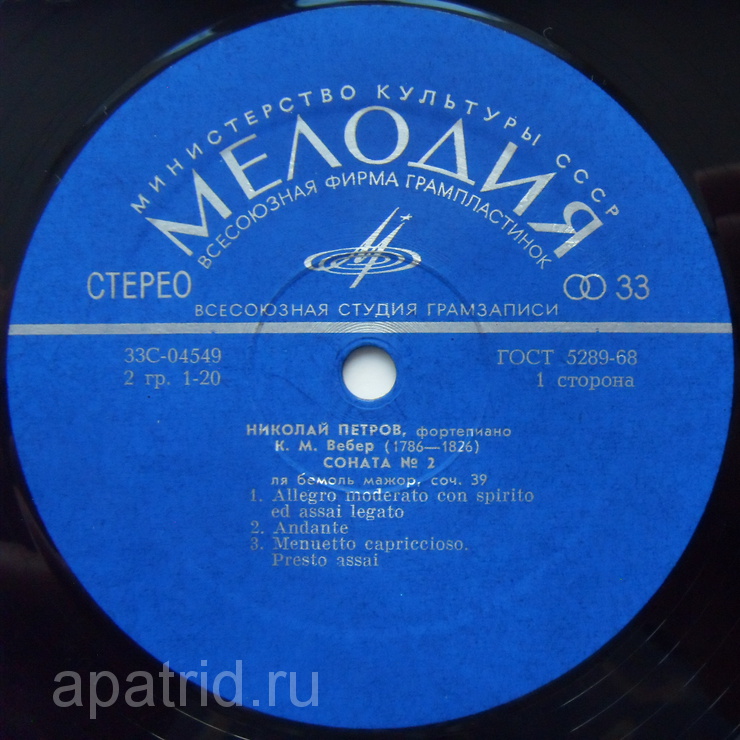 МИНИСТЕРСТВО КУЛЬТУРЫ СССР
МЕЛОДИЯ
ВСЕСОЮЗНАЯ ФИРМА ГРАМПЛАСТИНОК
СТЕРЕО
33
ВСЕСОЮЗНАЯ СТУДИЯ ГРАМЗАПИСИ
33С-04549
ГОСТ 5289-68
2 гр. 1-20
1 сторона
НИКОЛАЙ ПЕТРОВ, фортепиано
К. М. Вебер (1786—1826)
СОНАТА № 2
ля бемоль мажор, соч. 39
1. Allegro moderato con spirito
ed assai legato
2. Andante
3. Menuetto capriccioso.
Presto assai
apatrid.ru